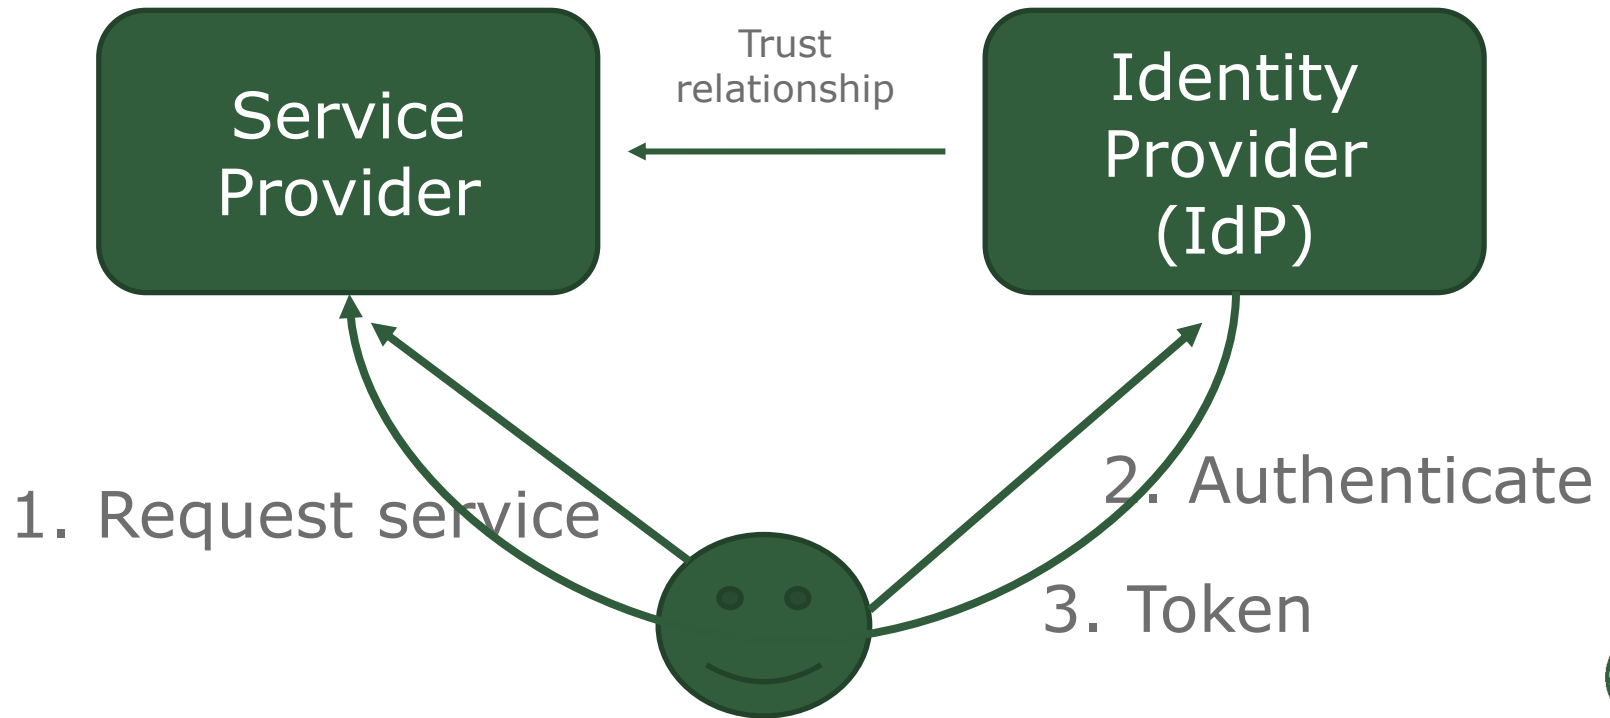 Service
Provider
Trust
relationship
Identity
Provider
(IdP)
1. Request service
2. Authenticate
3. Token